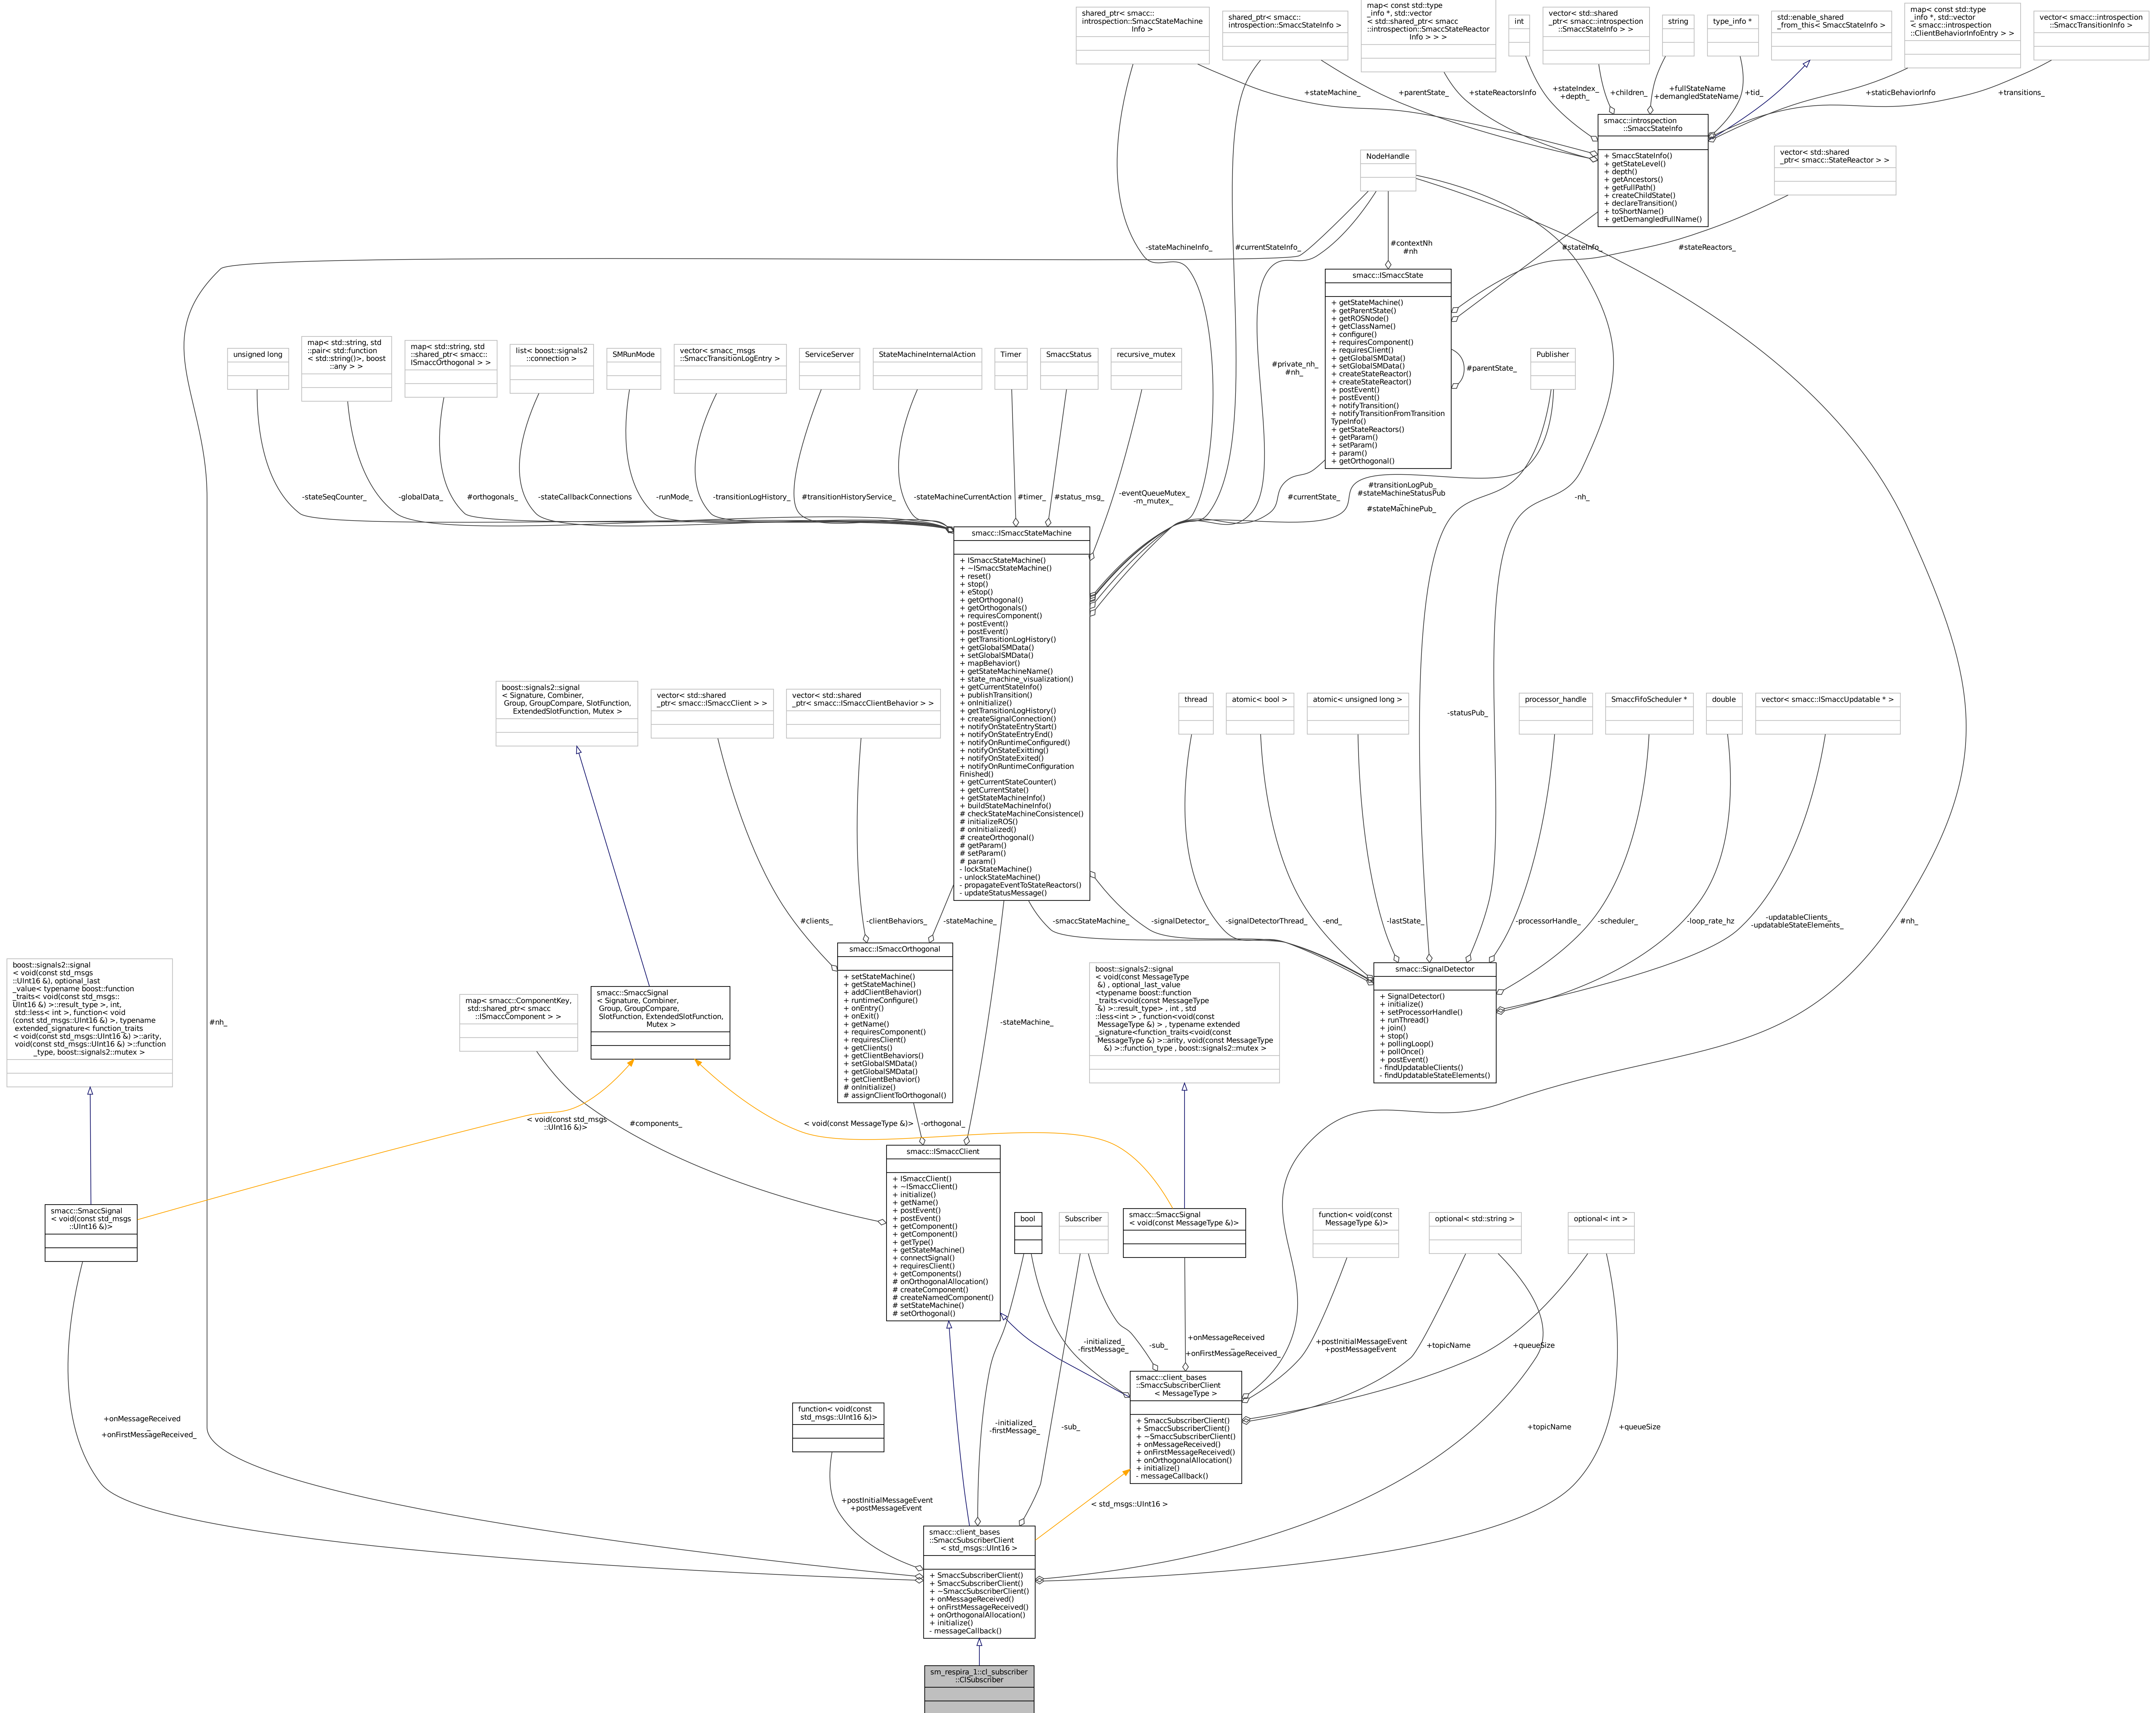 shared_ptr< smacc::
introspection::SmaccStateMachine
Info >
shared_ptr< smacc::
introspection::SmaccStateInfo >
map< const std::type
_info *, std::vector
< std::shared_ptr< smacc
::introspection::SmaccStateReactor
Info > > >
int
vector< std::shared
_ptr< smacc::introspection
::SmaccStateInfo > >
string
type_info *
std::enable_shared
_from_this< SmaccStateInfo >
map< const std::type
_info *, std::vector
< smacc::introspection
::ClientBehaviorInfoEntry > >
vector< smacc::introspection
::SmaccTransitionInfo >
+stateMachine_
+parentState_
+stateReactorsInfo
+stateIndex_
+depth_
+children_
+fullStateName
+demangledStateName
+tid_
+staticBehaviorInfo
+transitions_
smacc::introspection
::SmaccStateInfo
+ SmaccStateInfo()
+ getStateLevel()
+ depth()
+ getAncestors()
+ getFullPath()
+ createChildState()
+ declareTransition()
+ toShortName()
+ getDemangledFullName()
NodeHandle
vector< std::shared
_ptr< smacc::StateReactor > >
-stateMachineInfo_
#currentStateInfo_
#contextNh
#nh
#stateInfo_
#stateReactors_
smacc::ISmaccState
+ getStateMachine()
+ getParentState()
+ getROSNode()
+ getClassName()
+ configure()
+ requiresComponent()
+ requiresClient()
+ getGlobalSMData()
+ setGlobalSMData()
+ createStateReactor()
+ createStateReactor()
+ postEvent()
+ postEvent()
+ notifyTransition()
+ notifyTransitionFromTransition
TypeInfo()
+ getStateReactors()
+ getParam()
+ setParam()
+ param()
+ getOrthogonal()
#parentState_
#private_nh_
#nh_
unsigned long
map< std::string, std
::pair< std::function
< std::string()>, boost
::any > >
map< std::string, std
::shared_ptr< smacc::
ISmaccOrthogonal > >
list< boost::signals2
::connection >
SMRunMode
vector< smacc_msgs
::SmaccTransitionLogEntry >
ServiceServer
StateMachineInternalAction
Timer
SmaccStatus
recursive_mutex
Publisher
-stateSeqCounter_
-globalData_
#orthogonals_
-stateCallbackConnections
-runMode_
-transitionLogHistory_
#transitionHistoryService_
-stateMachineCurrentAction
#timer_
#status_msg_
-eventQueueMutex_
-m_mutex_
#currentState_
#transitionLogPub_
#stateMachineStatusPub
_
#stateMachinePub_
-nh_
smacc::ISmaccStateMachine
+ ISmaccStateMachine()
+ ~ISmaccStateMachine()
+ reset()
+ stop()
+ eStop()
+ getOrthogonal()
+ getOrthogonals()
+ requiresComponent()
+ postEvent()
+ postEvent()
+ getTransitionLogHistory()
+ getGlobalSMData()
+ setGlobalSMData()
+ mapBehavior()
+ getStateMachineName()
+ state_machine_visualization()
+ getCurrentStateInfo()
+ publishTransition()
+ onInitialize()
+ getTransitionLogHistory()
+ createSignalConnection()
+ notifyOnStateEntryStart()
+ notifyOnStateEntryEnd()
+ notifyOnRuntimeConfigured()
+ notifyOnStateExitting()
+ notifyOnStateExited()
+ notifyOnRuntimeConfiguration
Finished()
+ getCurrentStateCounter()
+ getCurrentState()
+ getStateMachineInfo()
+ buildStateMachineInfo()
# checkStateMachineConsistence()
# initializeROS()
# onInitialized()
# createOrthogonal()
# getParam()
# setParam()
# param()
- lockStateMachine()
- unlockStateMachine()
- propagateEventToStateReactors()
- updateStatusMessage()
boost::signals2::signal
< Signature, Combiner,
Group, GroupCompare, SlotFunction,
ExtendedSlotFunction, Mutex >
vector< std::shared
_ptr< smacc::ISmaccClient > >
vector< std::shared
_ptr< smacc::ISmaccClientBehavior > >
thread
atomic< bool >
atomic< unsigned long >
-statusPub_
processor_handle
SmaccFifoScheduler *
double
vector< smacc::ISmaccUpdatable * >
#clients_
-clientBehaviors_
-stateMachine_
-smaccStateMachine_
-signalDetector_
-signalDetectorThread_
-end_
-lastState_
-processorHandle_
-scheduler_
-loop_rate_hz
-updatableClients_
-updatableStateElements_
#nh_
smacc::ISmaccOrthogonal
+ setStateMachine()
+ getStateMachine()
+ addClientBehavior()
+ runtimeConfigure()
+ onEntry()
+ onExit()
+ getName()
+ requiresComponent()
+ requiresClient()
+ getClients()
+ getClientBehaviors()
+ setGlobalSMData()
+ getGlobalSMData()
+ getClientBehavior()
# onInitialize()
# assignClientToOrthogonal()
smacc::SignalDetector
+ SignalDetector()
+ initialize()
+ setProcessorHandle()
+ runThread()
+ join()
+ stop()
+ pollingLoop()
+ pollOnce()
+ postEvent()
- findUpdatableClients()
- findUpdatableStateElements()
boost::signals2::signal
< void(const std_msgs
::UInt16 &), optional_last
_value< typename boost::function
_traits< void(const std_msgs::
UInt16 &) >::result_type >, int,
std::less< int >, function< void
(const std_msgs::UInt16 &) >, typename
extended_signature< function_traits
< void(const std_msgs::UInt16 &) >::arity,
void(const std_msgs::UInt16 &) >::function
_type, boost::signals2::mutex >
map< smacc::ComponentKey,
std::shared_ptr< smacc
::ISmaccComponent > >
smacc::SmaccSignal
< Signature, Combiner,
Group, GroupCompare,
SlotFunction, ExtendedSlotFunction,
Mutex >
boost::signals2::signal
< void(const MessageType
&) , optional_last_value
<typename boost::function
_traits<void(const MessageType
&) >::result_type> , int , std
::less<int > , function<void(const
MessageType &) > , typename extended
_signature<function_traits<void(const
MessageType &) >::arity, void(const MessageType
&) >::function_type , boost::signals2::mutex >
#nh_
-stateMachine_
< void(const std_msgs
::UInt16 &)>
#components_
< void(const MessageType &)>
-orthogonal_
smacc::ISmaccClient
+ ISmaccClient()
+ ~ISmaccClient()
+ initialize()
+ getName()
+ postEvent()
+ postEvent()
+ getComponent()
+ getComponent()
+ getType()
+ getStateMachine()
+ connectSignal()
+ requiresClient()
+ getComponents()
# onOrthogonalAllocation()
# createComponent()
# createNamedComponent()
# setStateMachine()
# setOrthogonal()
smacc::SmaccSignal
< void(const std_msgs
::UInt16 &)>
bool
Subscriber
smacc::SmaccSignal
< void(const MessageType &)>
function< void(const
MessageType &)>
optional< std::string >
optional< int >
-initialized_
-firstMessage_
-sub_
+onMessageReceived
_
+onFirstMessageReceived_
+postInitialMessageEvent
+postMessageEvent
+topicName
+queueSize
smacc::client_bases
::SmaccSubscriberClient
< MessageType >
+ SmaccSubscriberClient()
+ SmaccSubscriberClient()
+ ~SmaccSubscriberClient()
+ onMessageReceived()
+ onFirstMessageReceived()
+ onOrthogonalAllocation()
+ initialize()
- messageCallback()
function< void(const
std_msgs::UInt16 &)>
+onMessageReceived
_
+onFirstMessageReceived_
-initialized_
-firstMessage_
-sub_
+topicName
+queueSize
+postInitialMessageEvent
+postMessageEvent
< std_msgs::UInt16 >
smacc::client_bases
::SmaccSubscriberClient
< std_msgs::UInt16 >
+ SmaccSubscriberClient()
+ SmaccSubscriberClient()
+ ~SmaccSubscriberClient()
+ onMessageReceived()
+ onFirstMessageReceived()
+ onOrthogonalAllocation()
+ initialize()
- messageCallback()
sm_respira_1::cl_subscriber
::ClSubscriber